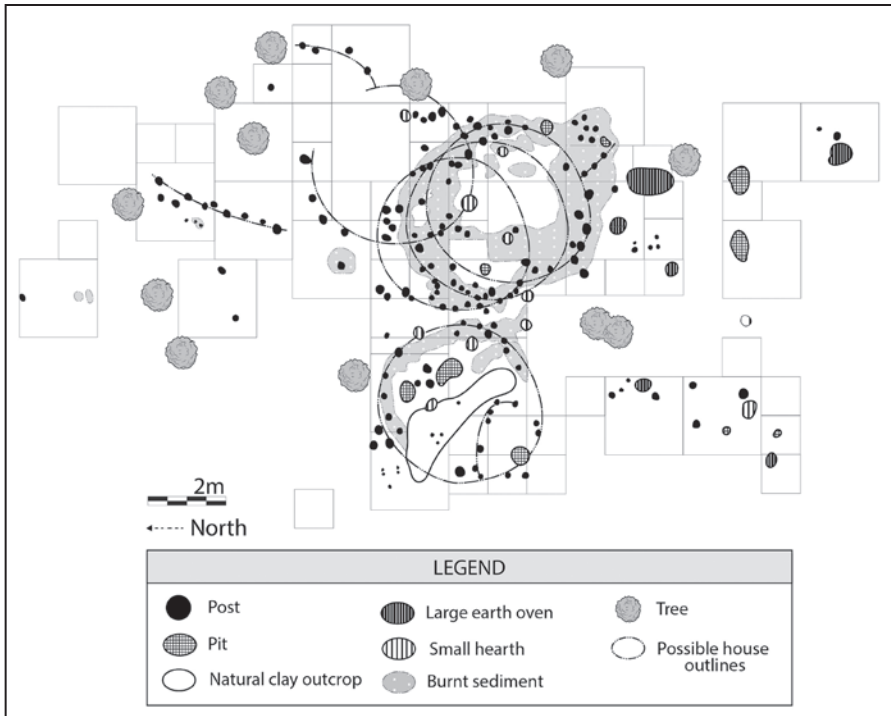 2m
North
LEGEND
Post
Large earth oven
Tree
Pit
Small hearth
Possible house
outlines
Natural clay outcrop
Burnt sediment